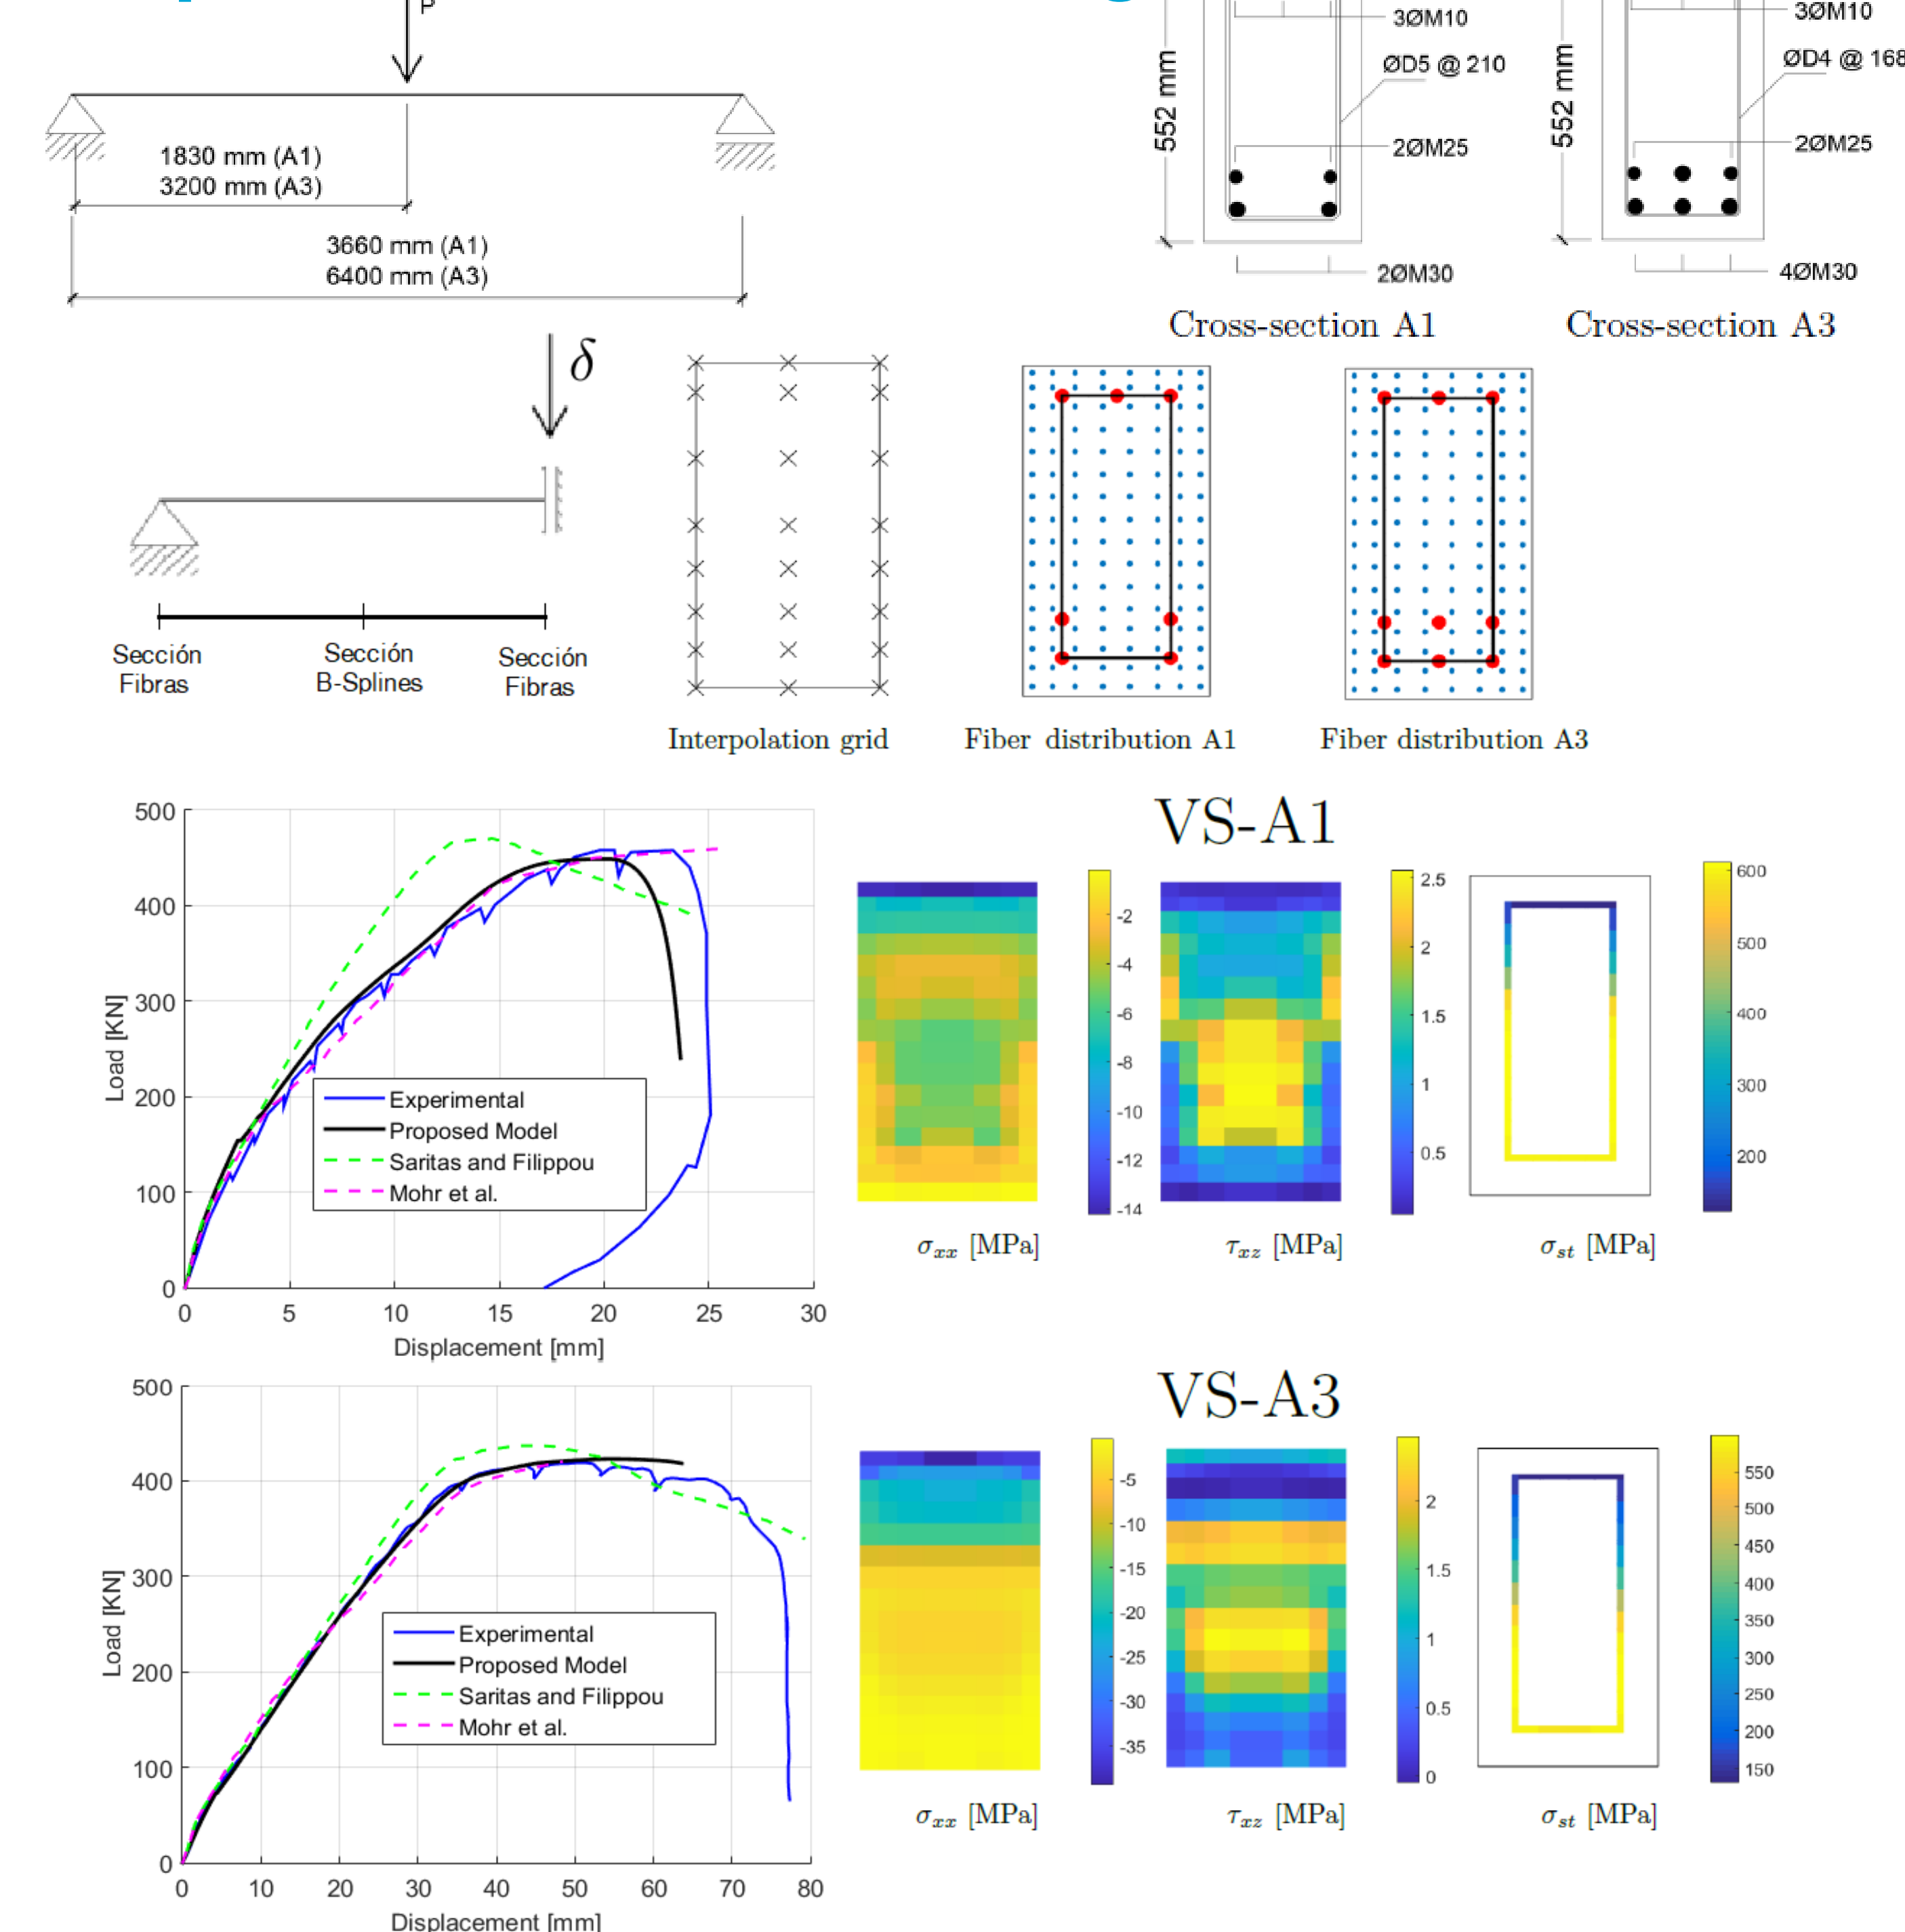 P
1830 mm (A1)
3200 mm (A3)
3660 mm (A1)
6400 mm (A3)
552 mm
3ØM10
ØD5 @ 210
2ØM25
2ØM30
Cross-section A1
552 mm
3ØM10
ØD4 @ 168
2ØM25
4ØM30
Cross-section A3
δ
Sección
Fibras
Sección
B-Splines
Sección
Fibras
Interpolation grid
Fiber distribution A1
Fiber distribution A3
500
400
300
200
100
0
Load [KN]
Experimental
Proposed Model
Saritas and Filippou
Mohr et al.
0 5 10 15 20 25 30
Displacement [mm]
VS-A1
-2
-4
-6
-8
-10
-12
-14
σxx [MPa]
2.5
2
1.5
1
0.5
τxz [MPa]
600
500
400
300
200
σst [MPa]
500
400
300
200
100
0
Load [KN]
Experimental
Proposed Model
Saritas and Filippou
Mohr et al.
0 10 20 30 40 50 60 70 80
Displacement [mm]
VS-A3
-5
-10
-15
-20
-25
-30
-35
σxx [MPa]
2
1.5
1
0.5
0
τxz [MPa]
550
500
450
400
350
300
250
200
150
σst [MPa]